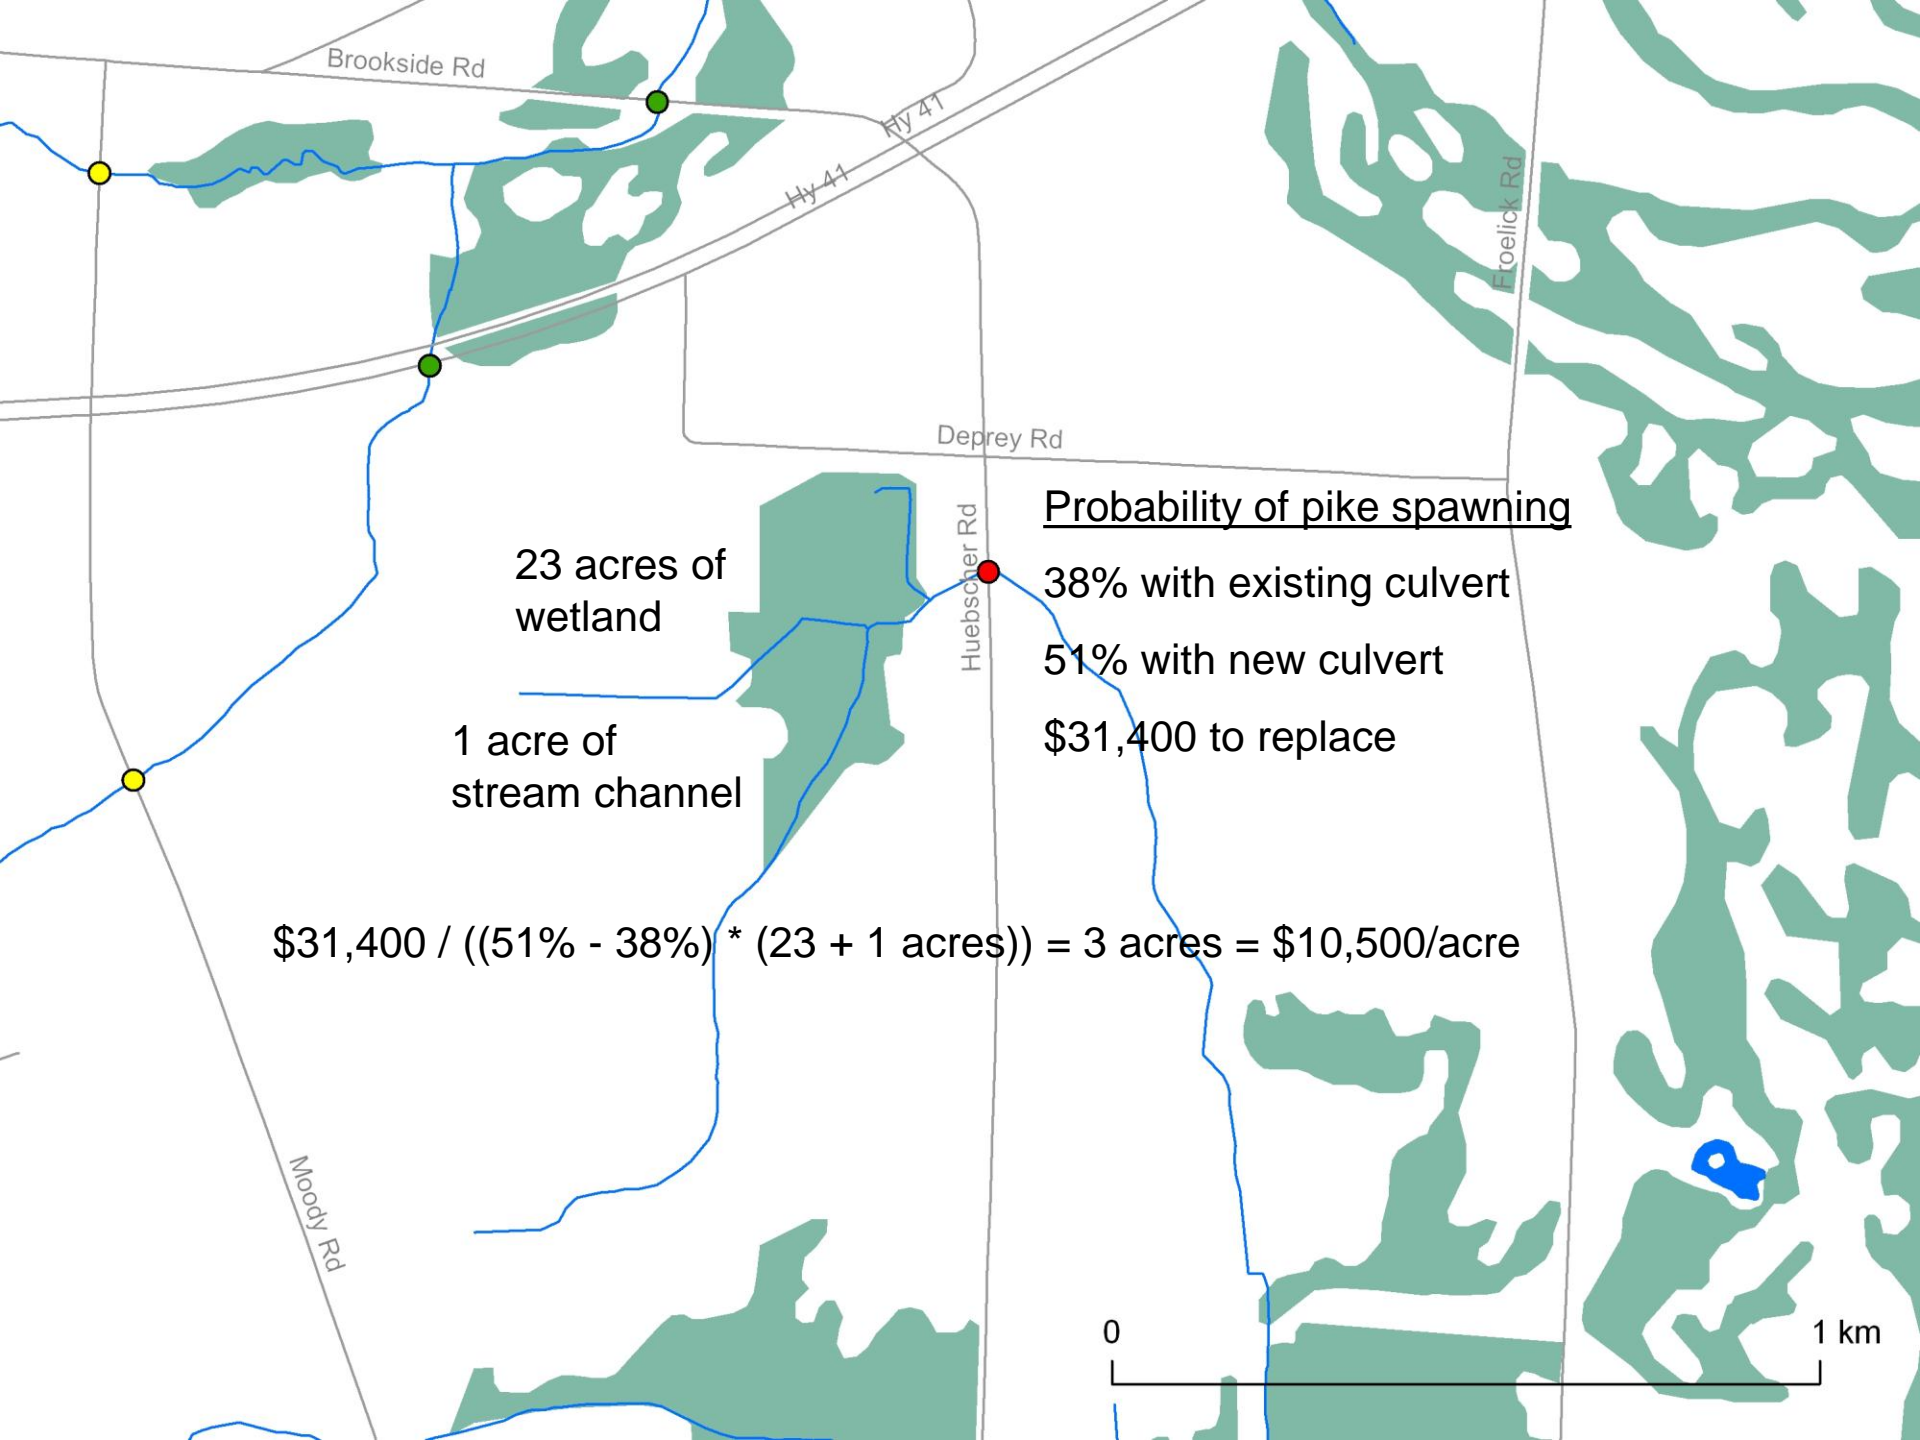 Brookside Rd
Hy 41
Hy 41
Froelick Rd
Deprey Rd
Huebscher Rd
Probability of pike spawning
38% with existing culvert
51% with new culvert
$31,400 to replace
23 acres of
wetland
1 acre of
stream channel
$31,400 / ((51% - 38%) * (23 + 1 acres)) = 3 acres = $10,500/acre
Moody Rd
0 1 km